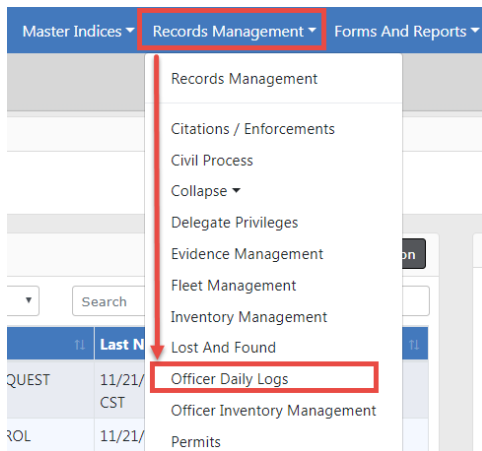 Master Indices Records Management Forms And Reports
Records Management
Citations / Enforcements
Civil Process
Collapse
Delegate Privileges
Evidence Management
on
Fleet Management
Search
Inventory Management
Last N
Lost And Found
QUEST 11/21/
Officer Daily Logs
CST
Officer Inventory Management
ROL 11/21/
Permits